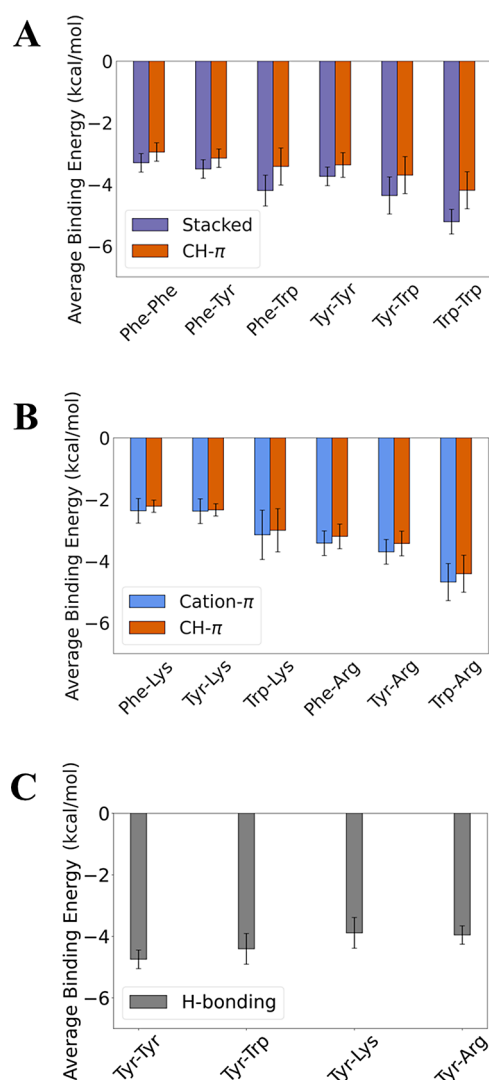 A
Average Binding Energy (kcal/mol)
0
−2
−4
−6
Stacked
CH-π
Phe-Phe
Phe-Tyr
Phe-Trp
Tyr-Tyr
Tyr-Trp
Trp-Trp
B
Average Binding Energy (kcal/mol)
0
−2
−4
−6
Cation-π
CH-π
Phe-Lys
Tyr-Lys
Trp-Lys
Phe-Arg
Tyr-Arg
Trp-Arg
C
Average Binding Energy (kcal/mol)
0
−2
−4
−6
H-bonding
Tyr-Tyr
Tyr-Trp
Tyr-Lys
Tyr-Arg